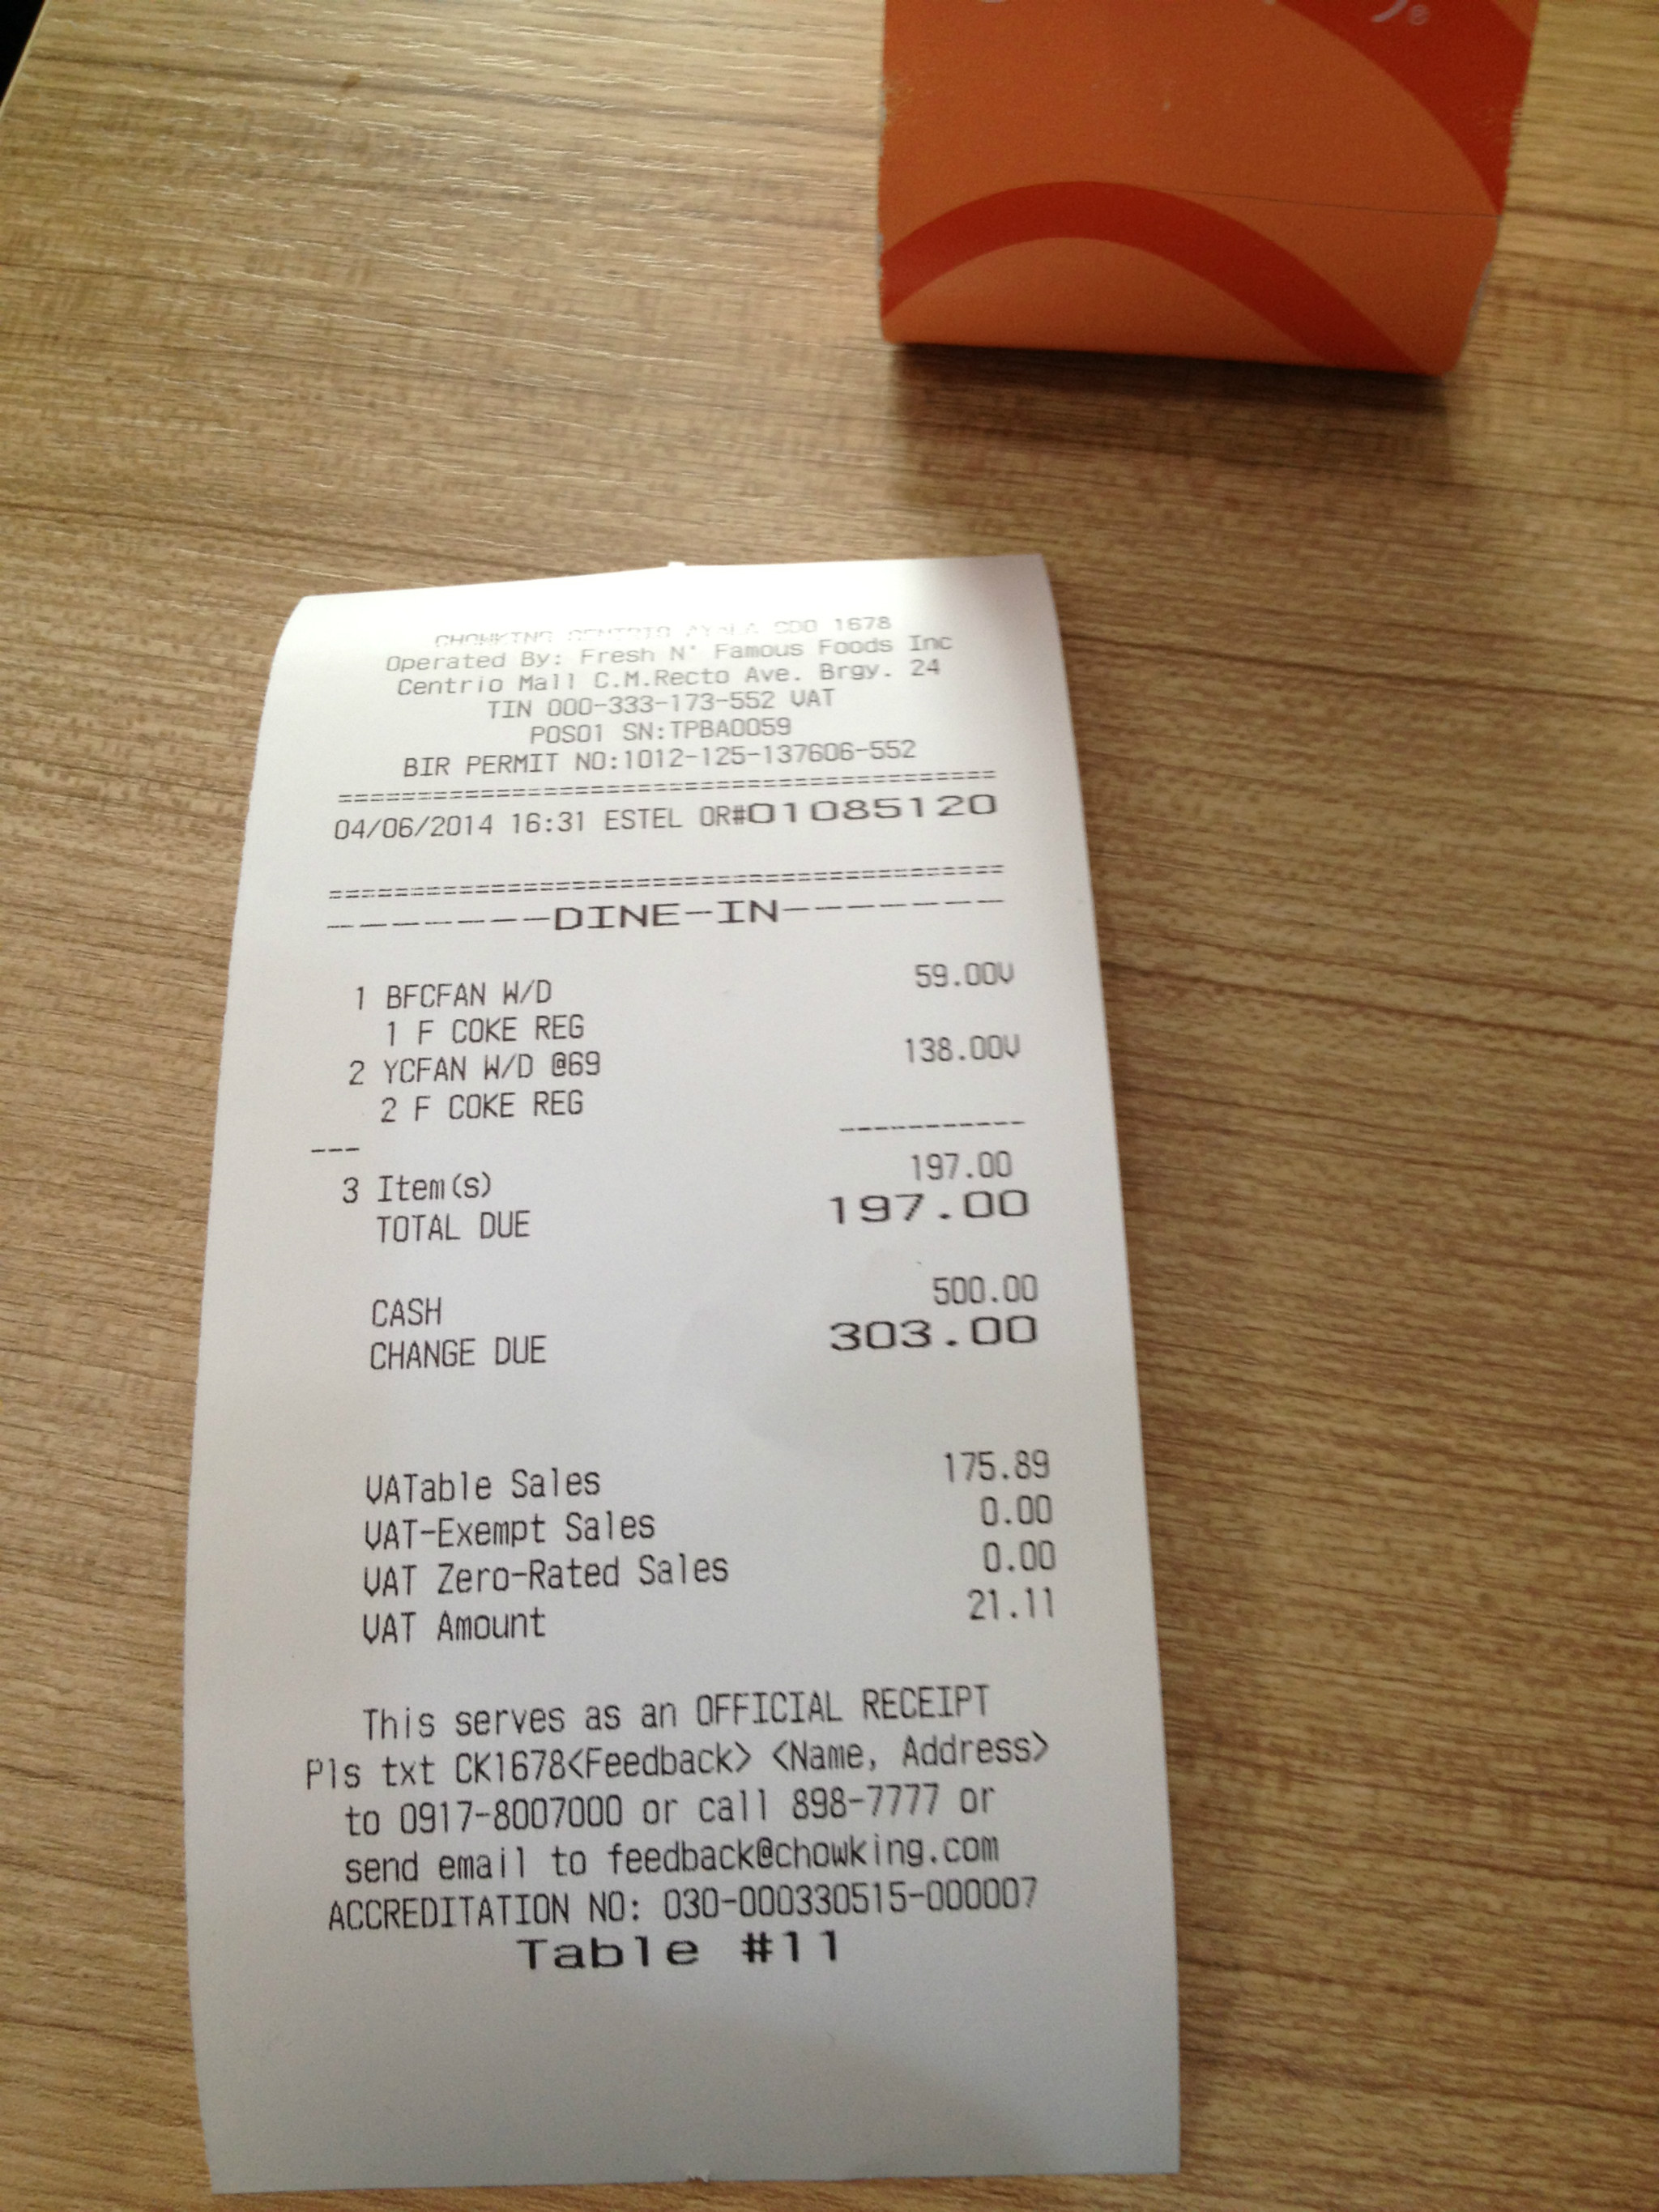 CHOWKING CENTRIO AYALA CDO 1678
Operated By: Fresh N' Famous Foods Inc
Centrio Mall C.M.Recto Ave. Brgy. 24
TIN 000-333-173-552 VAT
POS01 SN:TPBA0059
BIR PERMIT NO:1012-125-137606-552
========================================
04/06/2014 16:31 ESTEL OR#01085120
========================================
-------DINE-IN-------
1 BFCFAN W/D 59.00V
1 F COKE REG
2 YCFAN W/D @69 138.00V
2 F COKE REG
--- -----------
3 Item(s) 197.00
TOTAL DUE 197.00
CASH 500.00
CHANGE DUE 303.00
VATable Sales 175.89
VAT-Exempt Sales 0.00
VAT Zero-Rated Sales 0.00
VAT Amount 21.11
This serves as an OFFICIAL RECEIPT
Pls txt CK1678<Feedback> <Name, Address>
to 0917-8007000 or call 898-7777 or
send email to feedback@chowking.com
ACCREDITATION NO: 030-000330515-000007
Table #11